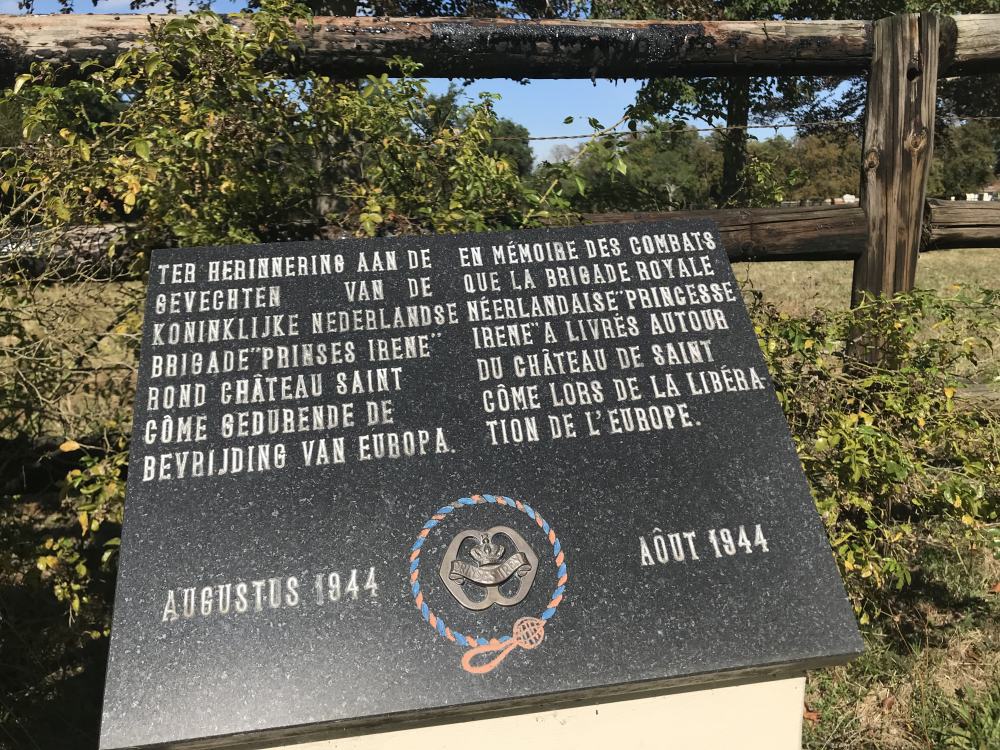 TER HERINNERING AAN DE
GEVECHTEN VAN DE
KONINKLIJKE NEDERLANDSE
BRIGADE "PRINSES IRENE"
ROND CHÂTEAU SAINT
CÔME GEDURENDE DE
BEVRIJDING VAN EUROPA.
EN MÉMOIRE DES COMBATS
QUE LA BRIGADE ROYALE
NÉERLANDAISE "PRINCESSE
IRENE" A LIVRÉS AUTOUR
DU CHÂTEAU DE SAINT
CÔME LORS DE LA LIBÉRA-
TION DE L'EUROPE.
AUGUSTUS 1944
AÔUT 1944